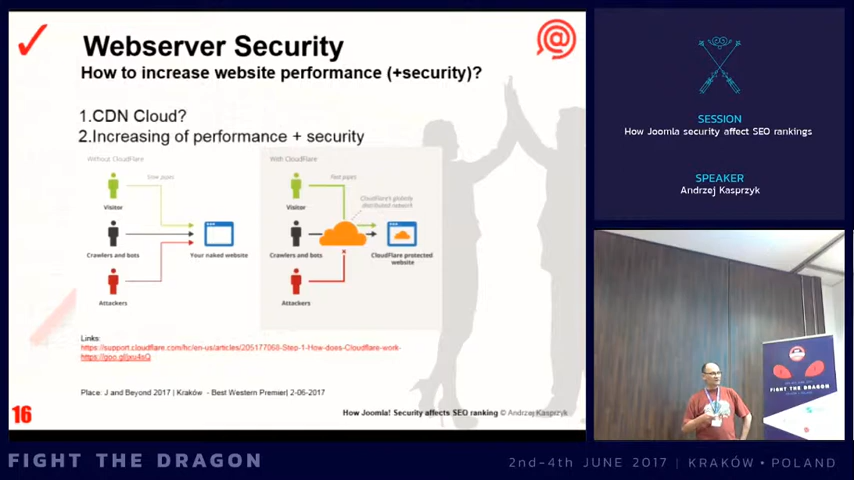 Webserver Security
How to increase website performance (+security)?
1.CDN Cloud?
2.Increasing of performance + security
Without CloudFlare
Slow pipes
Visitor
Crawlers and bots
Your naked website
Attackers
With CloudFlare
Fast pipes
Cloudflare's globally
distributed network
Visitor
Crawlers and bots
CloudFlare protected
website
Attackers
Links:
https://support.cloudflare.com/hc/en-us/articles/205177068-Step-1-How-does-Cloudflare-work-
Place: J and Beyond 2017 | Kraków - Best Western Premier| 2-06-2017
16
How Joomla! Security affects SEO ranking © Andrzej Kasprzyk
SESSION
How Joomla security affect SEO rankings
SPEAKER
Andrzej Kasprzyk
FIGHT THE DRAGON
FIGHT THE DRAGON
2nd-4th JUNE 2017 | KRAKÓW • POLAND